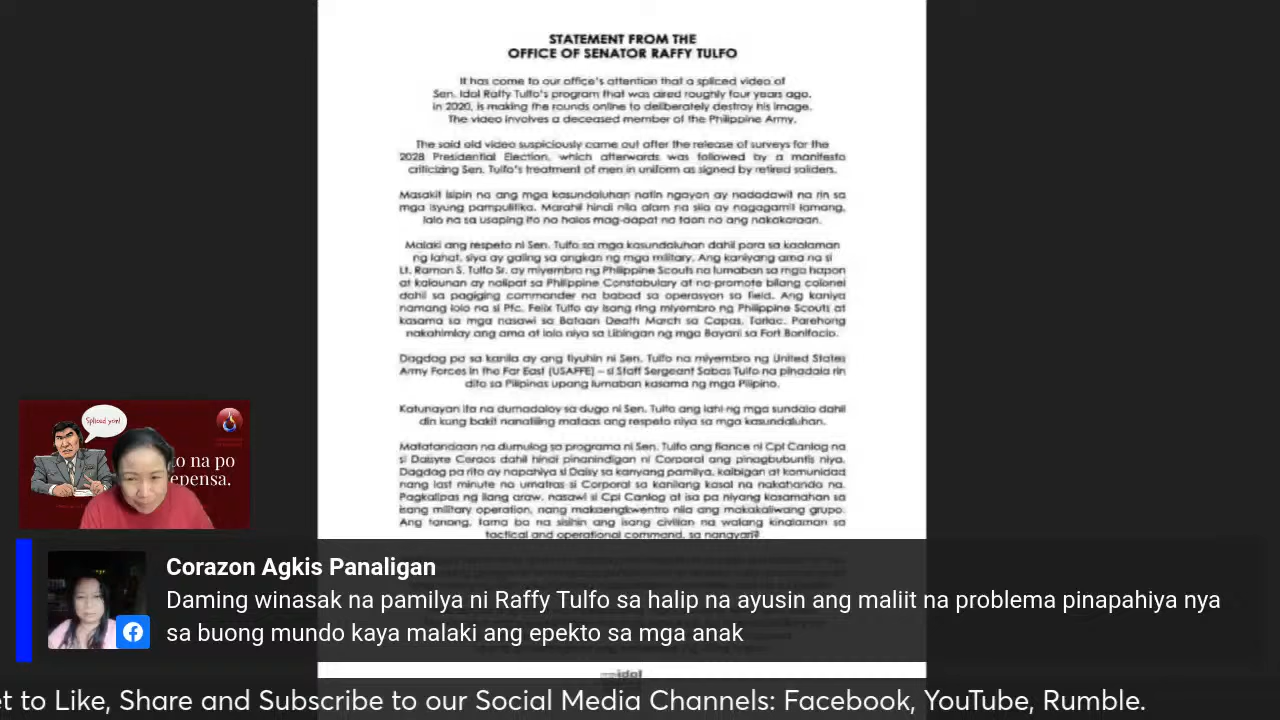 STATEMENT FROM THE
OFFICE OF SENATOR RAFFY TULFO
It has come to our office's attention that a spliced video of
Sen. Idol Raffy Tulfo's program that was aired roughly four years ago,
in 2020, is making the rounds online to deliberately destroy his image.
The video involves a deceased member of the Philippine Army.
The said old video suspiciously came out after the release of surveys for the
2028 Presidential Election, which afterwards was followed by a manifesto
criticizing Sen. Tulfo's treatment of men in uniform as signed by retired soliders.
Masakit isipin na ang mga kasundaluhan natin ngayon ay nadadawit na rin sa
mga isyung pampulitika. Marahil hindi nila alam na sila ay nagagamit lamang,
lalo na sa usaping ito na halos mag-aapat na taon na ang nakakaraan.
Malaki ang respeto ni Sen. Tulfo sa mga kasundaluhan dahil para sa kaalaman
ng lahat, siya ay galing sa angkan ng mga military. Ang kaniyang ama na si
Lt. Ramon S. Tulfo Sr. ay miyembro ng Philippine Scouts na lumaban sa mga hapon
at kalaunan ay nalipat sa Philippine Constabulary at na-promote bilang colonel
dahil sa pagiging commander na babad sa operasyon sa field. Ang kaniya
namang lolo na si Pfc. Felix Tulfo ay isang ring miyembro ng Philippine Scouts at
kasama sa mga nasawi sa Bataan Death March sa Capas, Tarlac. Parehong
nakahimlay ang ama at lolo niya sa Libingan ng mga Bayani sa Fort Bonifacio.
Dagdag pa sa kanila ay ang tiyuhin ni Sen. Tulfo na miyembro ng United States
Army Forces in the Far East (USAFFE) – si Staff Sergeant Sabas Tulfo na pinadala rin
dito sa Pilipinas upang lumaban kasama ng mga Pilipino.
Katunayan ito na dumadaloy sa dugo ni Sen. Tulfo ang lahi ng mga sundalo dahil
din kung bakit nanatiling mataas ang respeto niya sa mga kasundaluhan.
Matatandaan na dumulog sa programa ni Sen. Tulfo ang fiance ni Cpl Canlog na
si Daisyre dahil hindi pinanindigan ni Corporal ang pinagbubuntis niya.
Dagdag pa rito ay napahiya si Daisy sa kanyang pamilya, kaibigan at komunidad
nang last minute na umatras si Corporal sa kanilang kasal na nakahanda na.
Pagkalipas ng ilang araw, nasawi si Cpl Canlog at isa pa niyang kasamahan sa
isang military operation, nang makaengkwentro nila ang makakaliwang grupo.
Ang tanong, tama ba na sisihin ang isang civilian na walang kinalaman sa
tactical and operational command, sa nangyari?
Spliced yun!
o na po
epensa.
Corazon Agkis Panaligan
Daming winasak na pamilya ni Raffy Tulfo sa halip na ayusin ang maliit na problema pinapahiya nya
sa buong mundo kaya malaki ang epekto sa mga anak
idol
et to Like, Share and Subscribe to our Social Media Channels: Facebook, YouTube, Rumble.